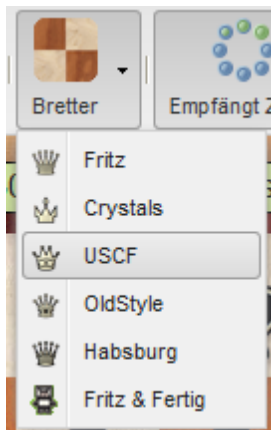 Bretter
Empfängt Z
Fritz
Crystals
USCF
OldStyle
Habsburg
Fritz & Fertig